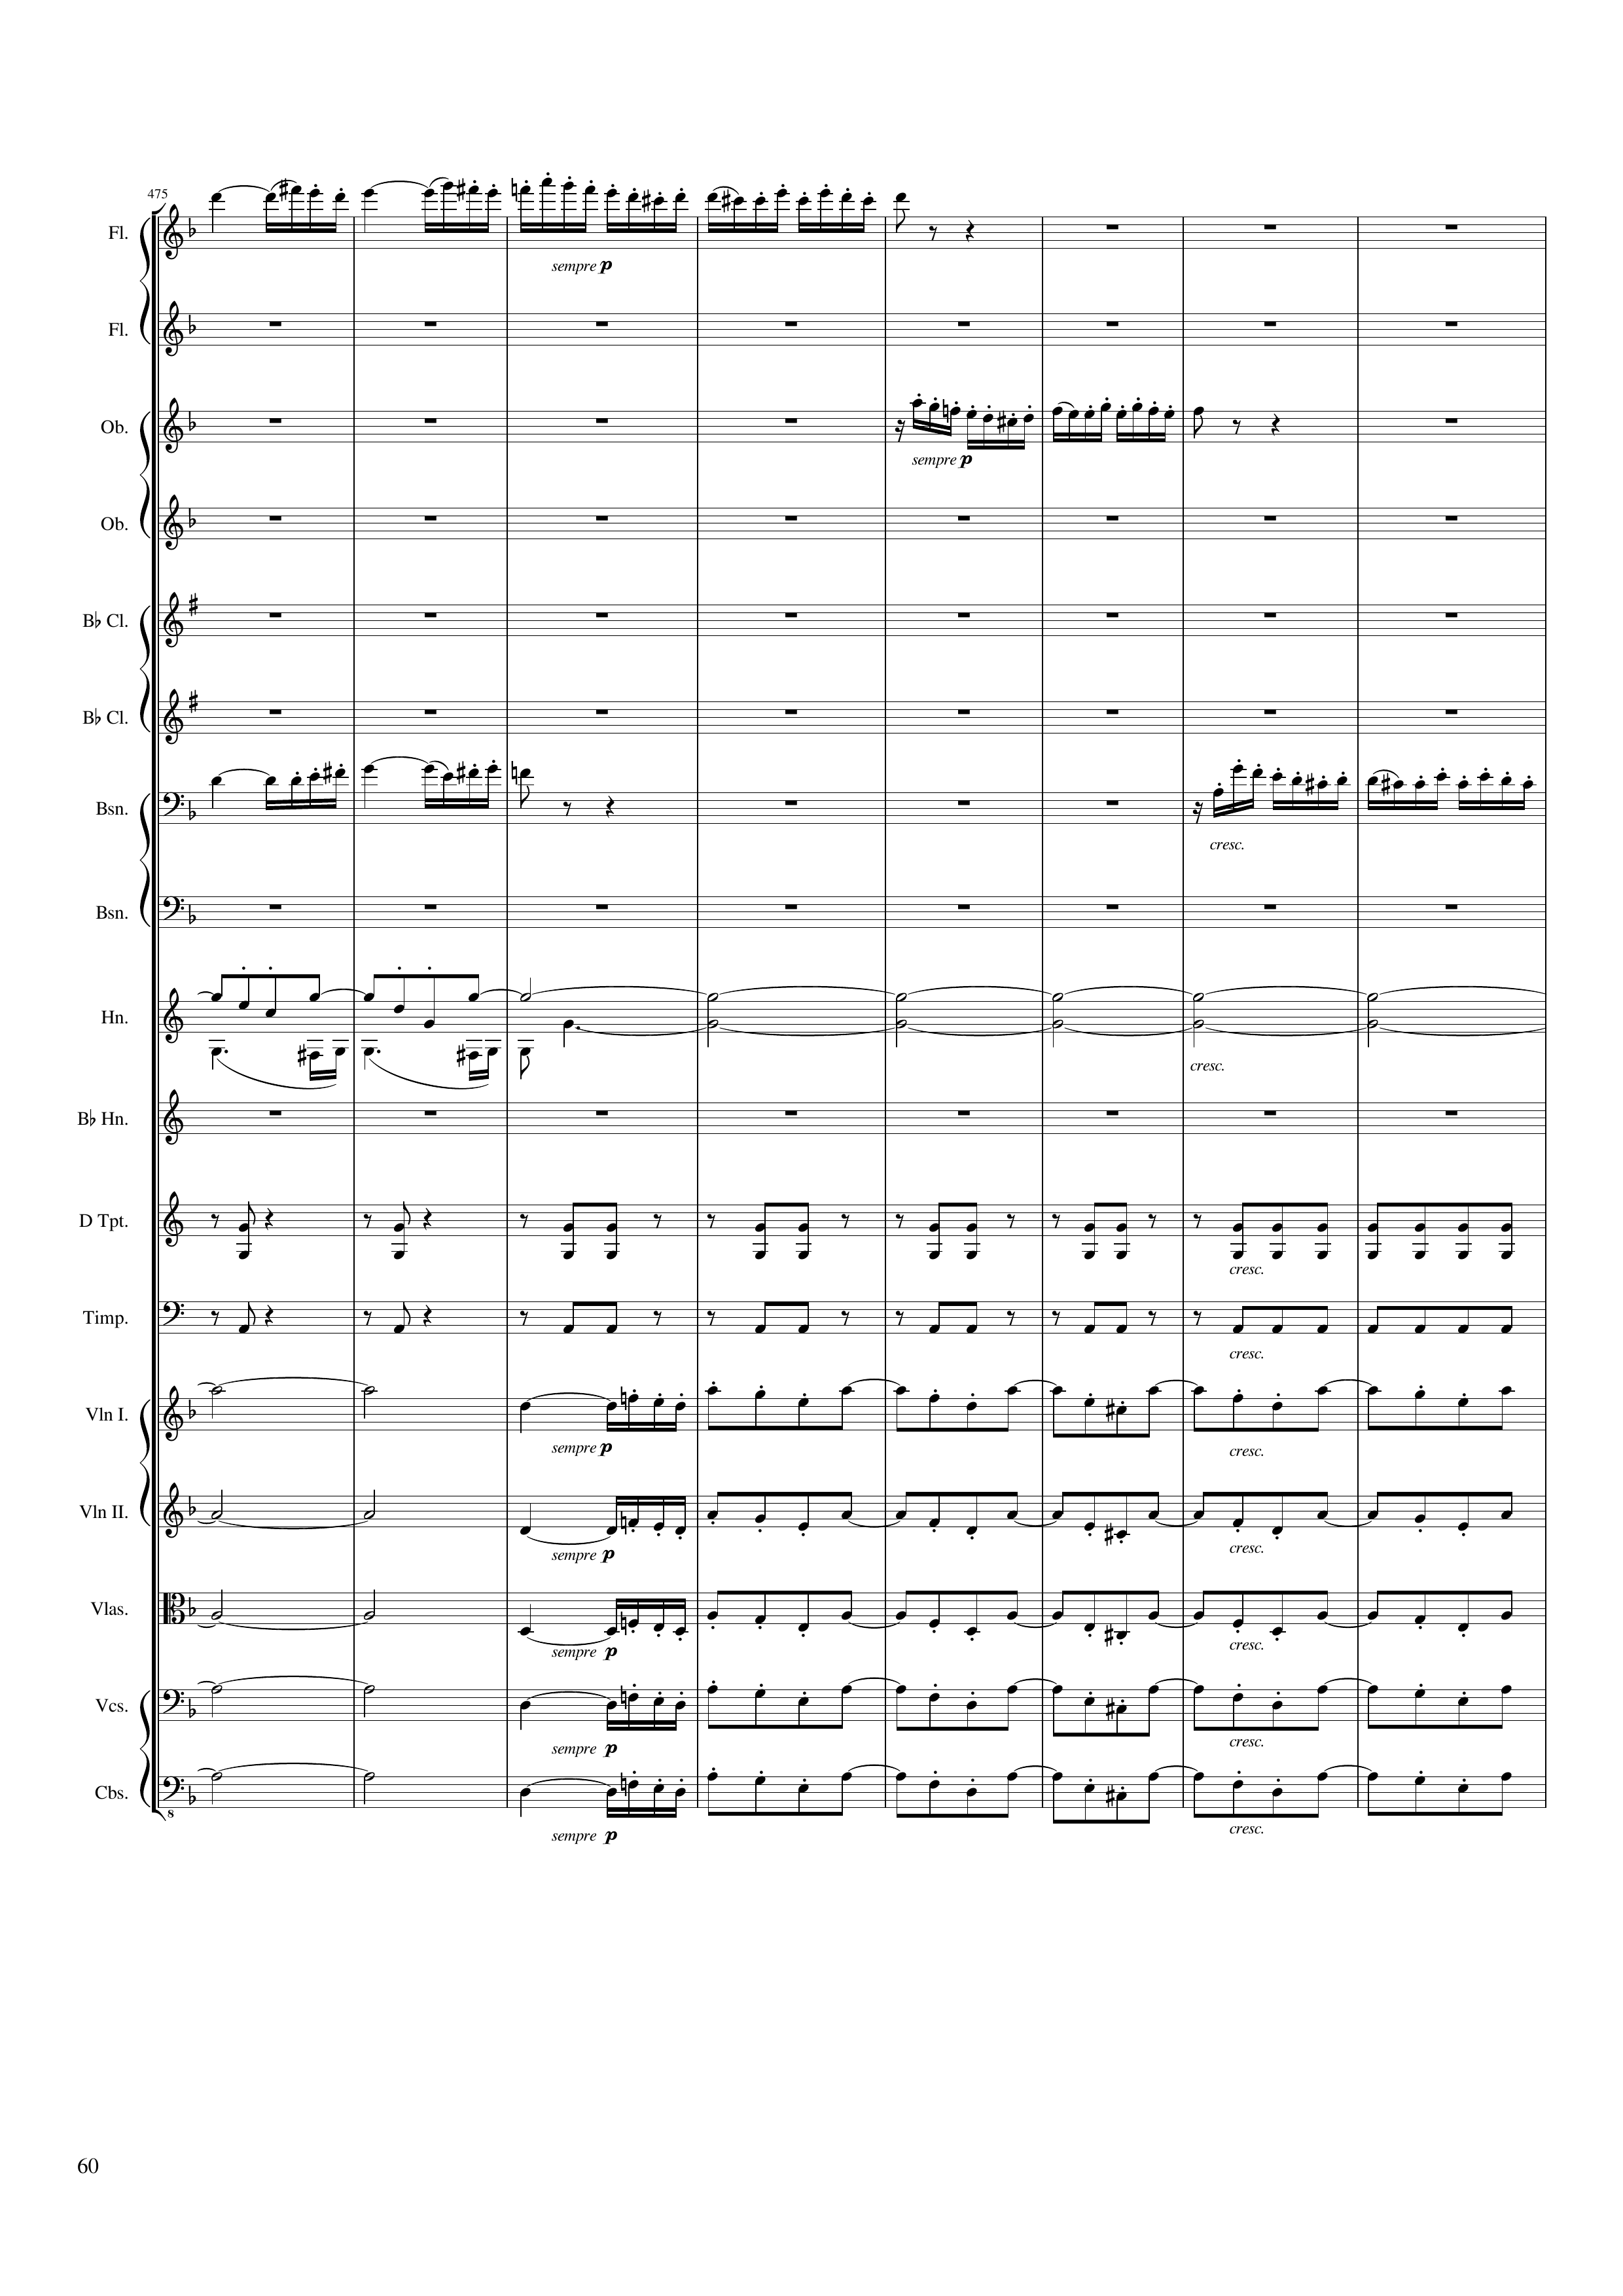 475
Fl.
sempre p
Fl.
Ob.
sempre p
Ob.
B♭ Cl.
B♭ Cl.
Bsn.
cresc.
Bsn.
Hn.
cresc.
B♭ Hn.
D Tpt.
cresc.
Timp.
cresc.
Vln I.
sempre p cresc.
Vln II.
sempre p cresc.
Vlas.
sempre p cresc.
Vcs.
sempre p cresc.
Cbs.
8
sempre p cresc.
60